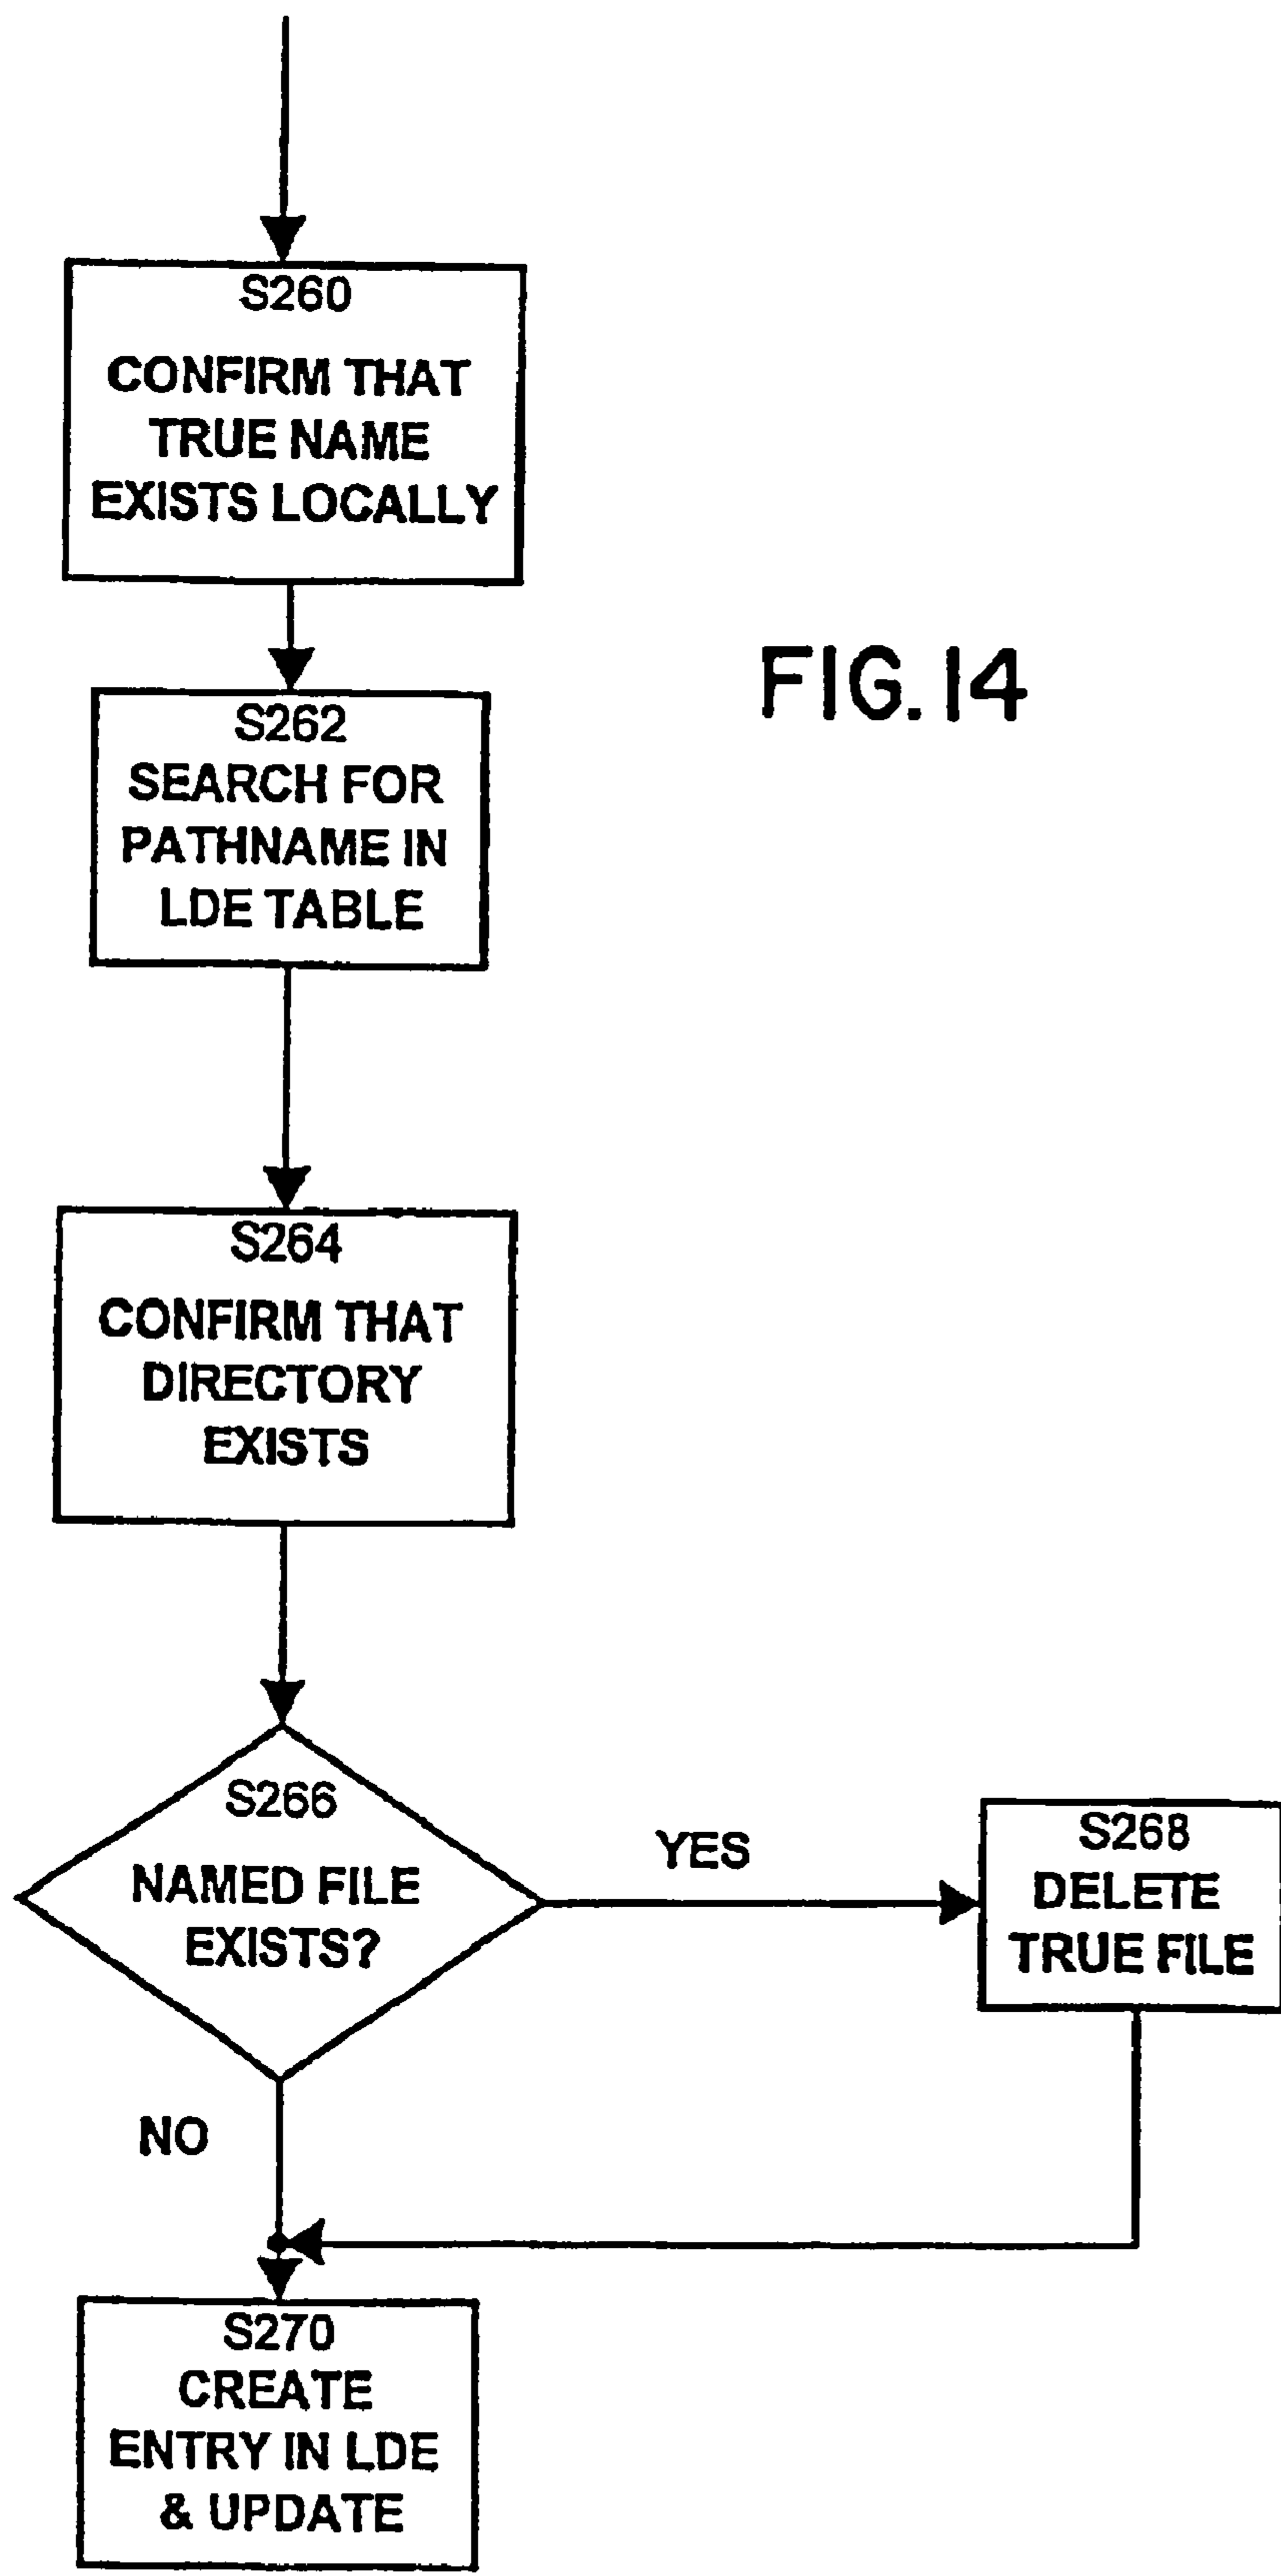 S260
CONFIRM THAT
TRUE NAME
EXISTS LOCALLY
FIG. 14
S262
SEARCH FOR
PATHNAME IN
LDE TABLE
S264
CONFIRM THAT
DIRECTORY
EXISTS
S266
NAMED FILE
EXISTS?
YES
S268
DELETE
TRUE FILE
NO
S270
CREATE
ENTRY IN LDE
& UPDATE